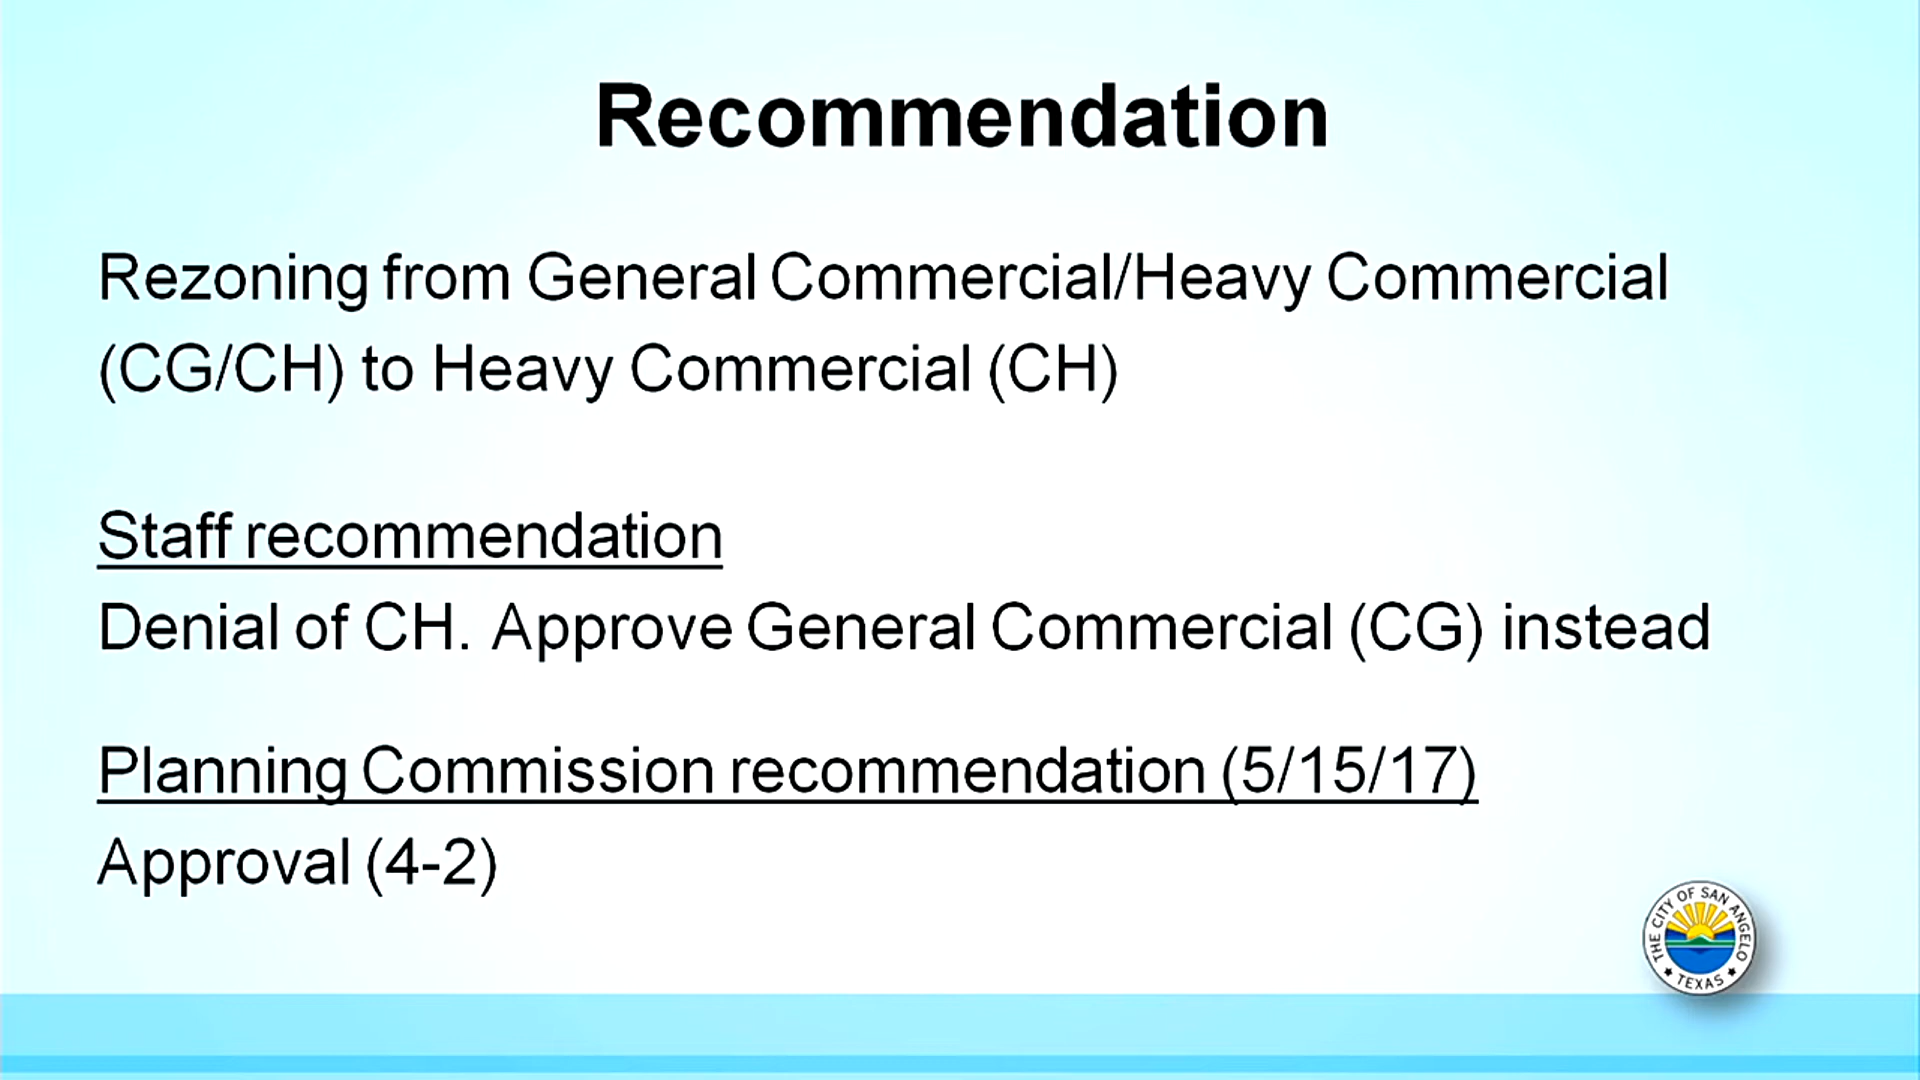 Recommendation
Rezoning from General Commercial/Heavy Commercial
(CG/CH) to Heavy Commercial (CH)
Staff recommendation
Denial of CH. Approve General Commercial (CG) instead
Planning Commission recommendation (5/15/17)
Approval (4-2)
THE CITY OF SAN ANGELO
TEXAS